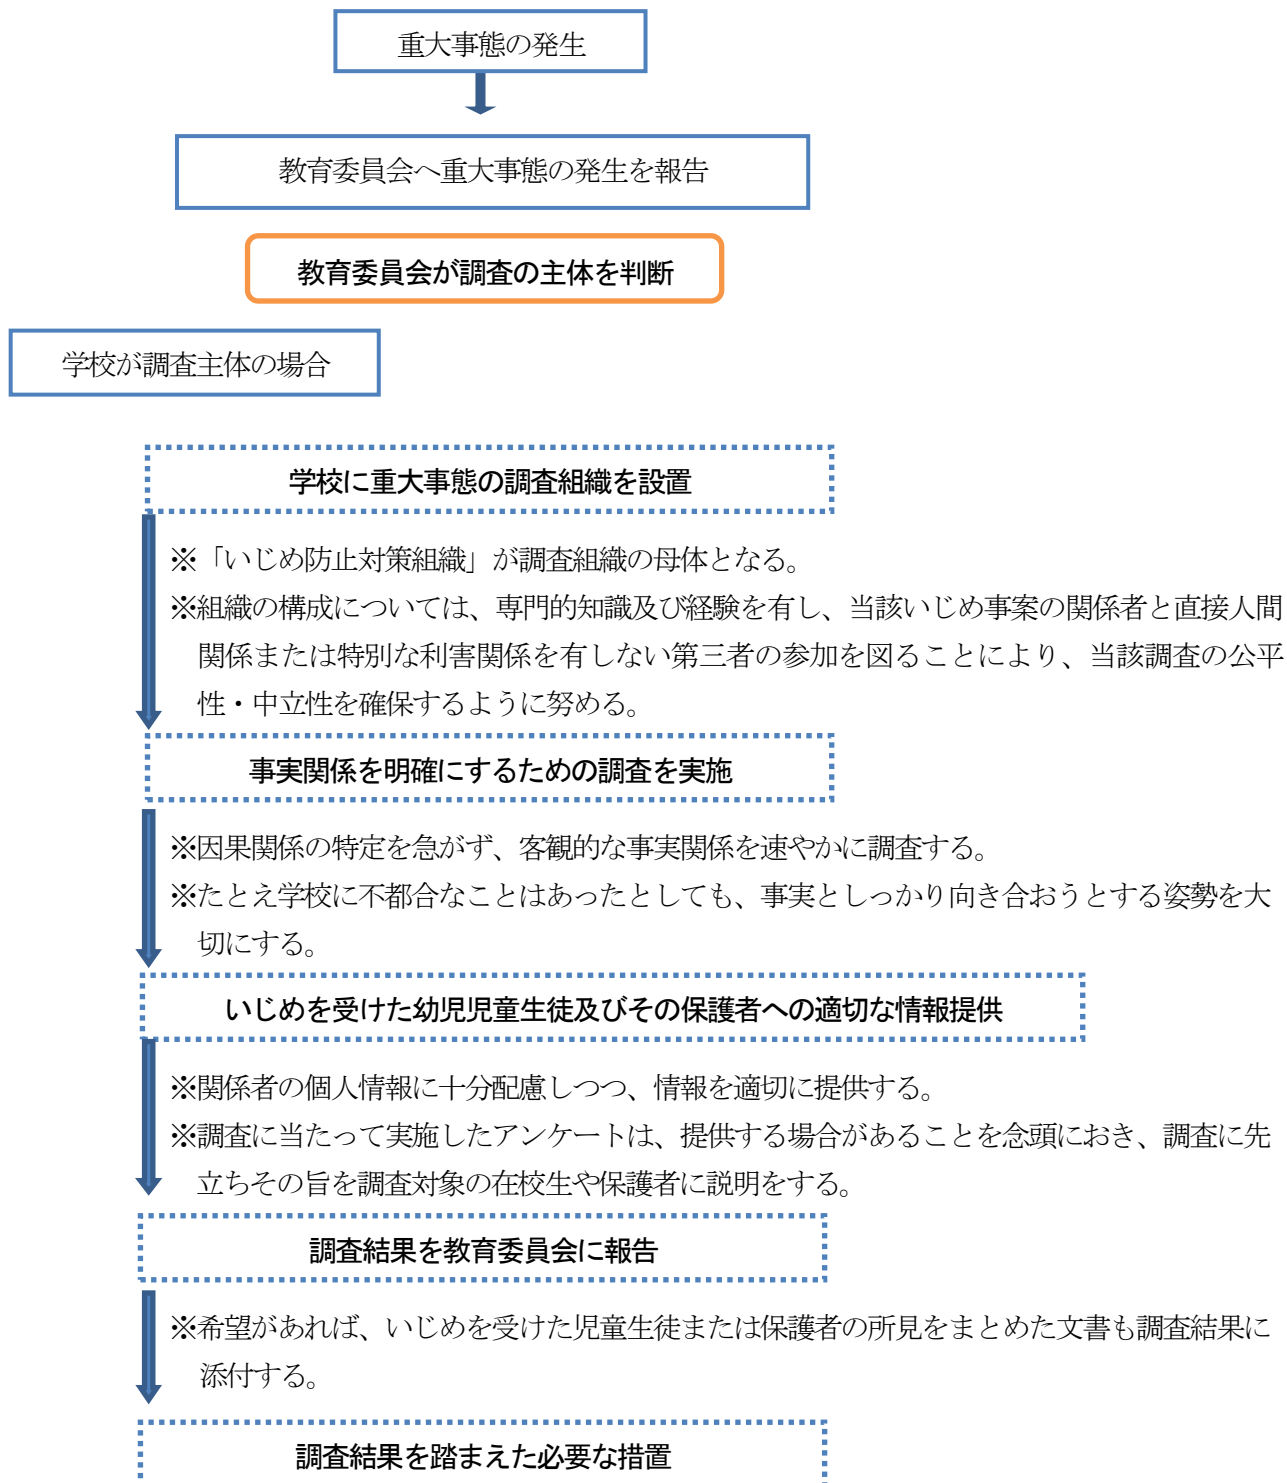 重大事態の発生
教育委員会へ重大事態の発生を報告
教育委員会が調査の主体を判断
学校が調査主体の場合
学校に重大事態の調査組織を設置
※「いじめ防止対策組織」が調査組織の母体となる。
※組織の構成については、専門的知識及び経験を有し、当該いじめ事案の関係者と直接人間
関係または特別な利害関係を有しない第三者の参加を図ることにより、当該調査の公平
性・中立性を確保するように努める。
事実関係を明確にするための調査を実施
※因果関係の特定を急がず、客観的な事実関係を速やかに調査する。
※たとえ学校に不都合なことはあったとしても、事実としっかり向き合おうとする姿勢を大
切にする。
いじめを受けた幼児児童生徒及びその保護者への適切な情報提供
※関係者の個人情報に十分配慮しつつ、情報を適切に提供する。
※調査に当たって実施したアンケートは、提供する場合があることを念頭におき、調査に先
立ちその旨を調査対象の在校生や保護者に説明をする。
調査結果を教育委員会に報告
※希望があれば、いじめを受けた児童生徒または保護者の所見をまとめた文書も調査結果に
添付する。
調査結果を踏まえた必要な措置